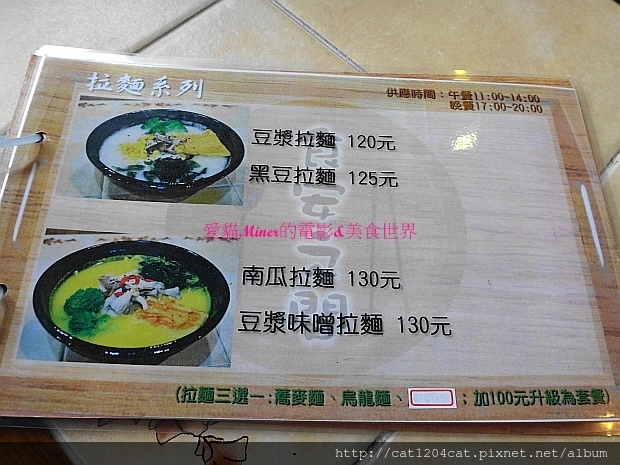 拉麵系列
供應時間：午餐11:00-14:00
晚餐17:00-20:00
豆漿拉麵 120元
黑豆拉麵 125元
愛貓Miner的電影&美食世界
南瓜拉麵 130元
豆漿味噌拉麵 130元
(拉麵三選一:蕎麥麵、烏龍麵、；加100元升級為套餐)
http://cat1204cat.pixnet.net/album